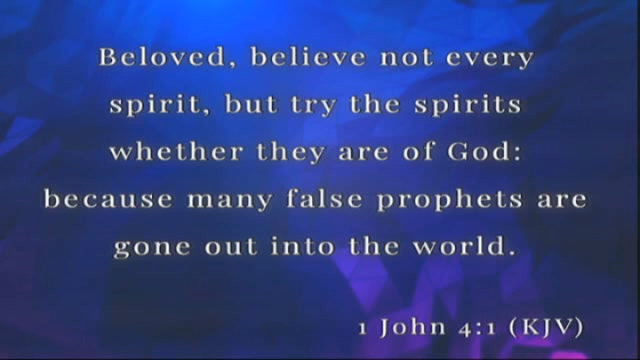 Beloved, believe not every
spirit, but try the spirits
whether they are of God:
because many false prophets are
gone out into the world.
1 John 4:1 (KJV)